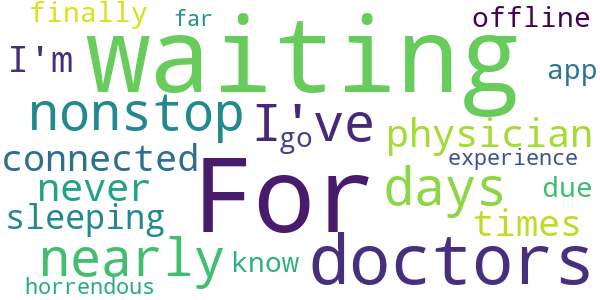 finally far offline
I'm waiting app
nonstop I've
go physician
connected experience
never For days due
sleeping times
nearly know doctors
horrendous